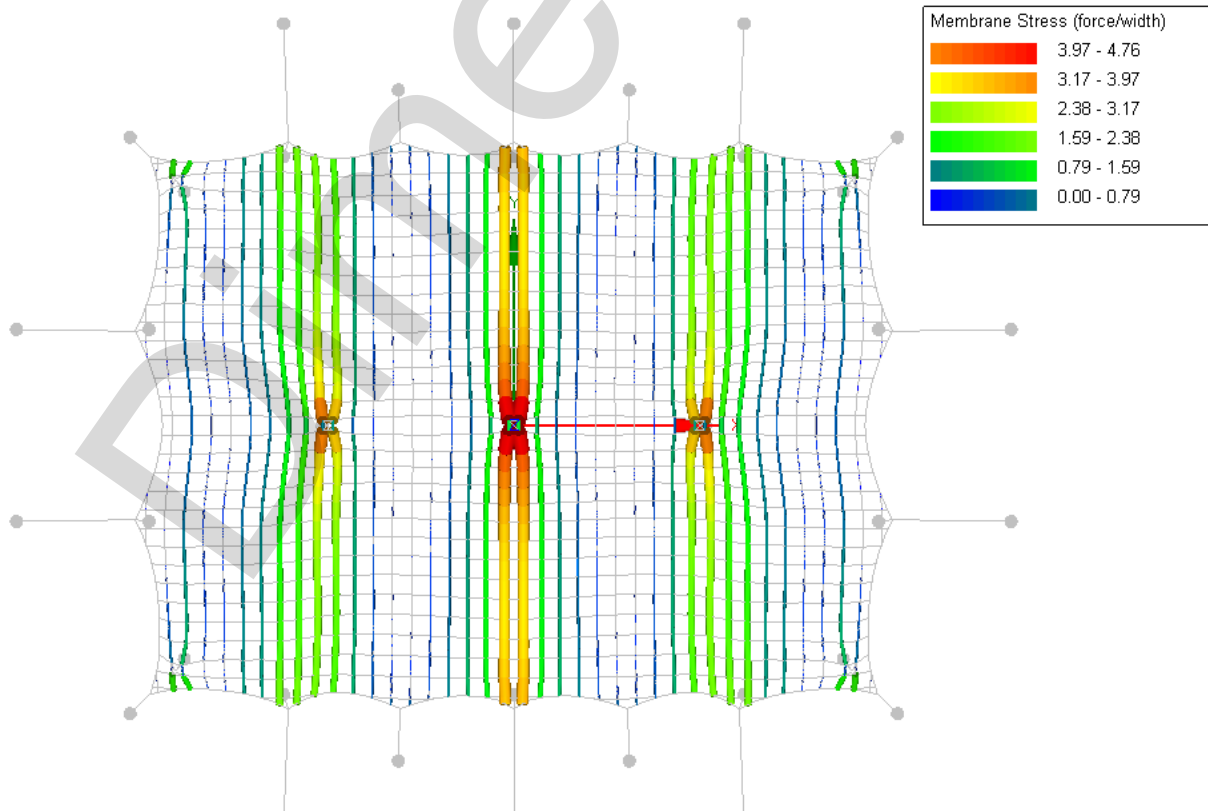 Membrane Stress (force/width)
3.97 - 4.76
3.17 - 3.97
2.38 - 3.17
1.59 - 2.38
0.79 - 1.59
0.00 - 0.79
Dime
Y
X